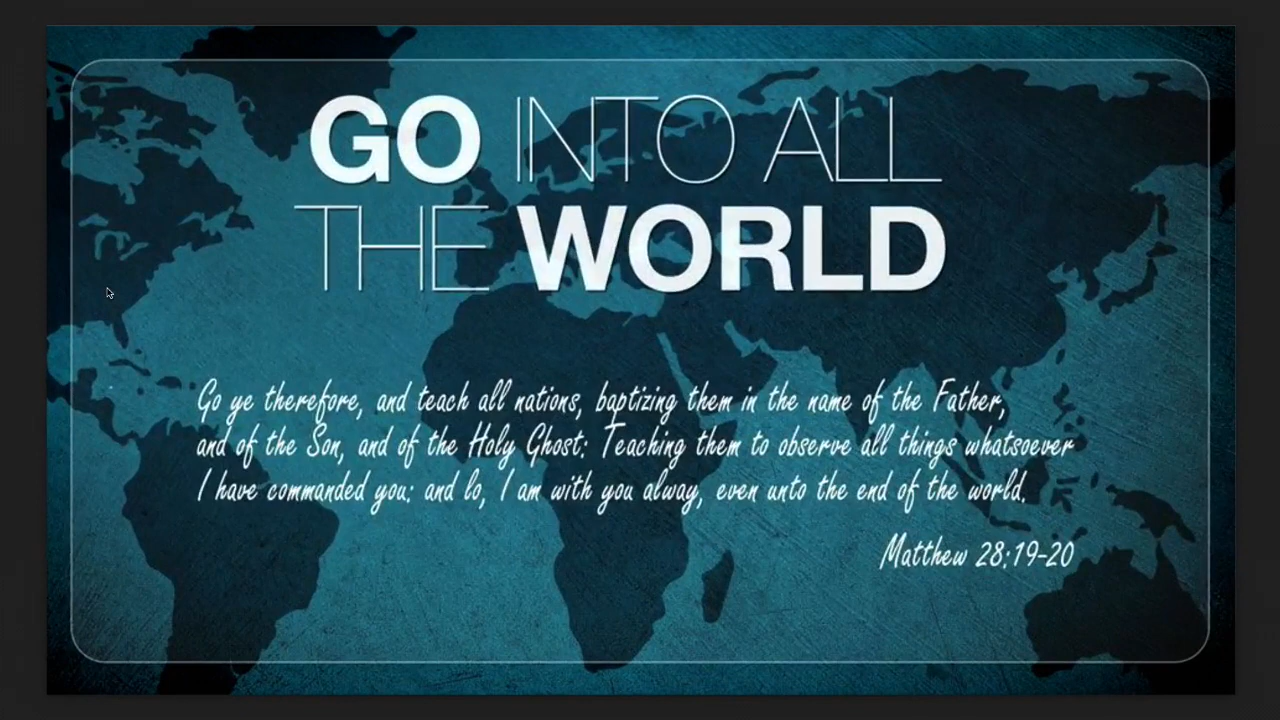 GO INTO ALL
THE WORLD
Go ye therefore, and teach all nations, baptizing them in the name of the Father,
and of the Son, and of the Holy Ghost: Teaching them to observe all things whatsoever
I have commanded you: and lo, I am with you alway, even unto the end of the world.
Matthew 28:19-20